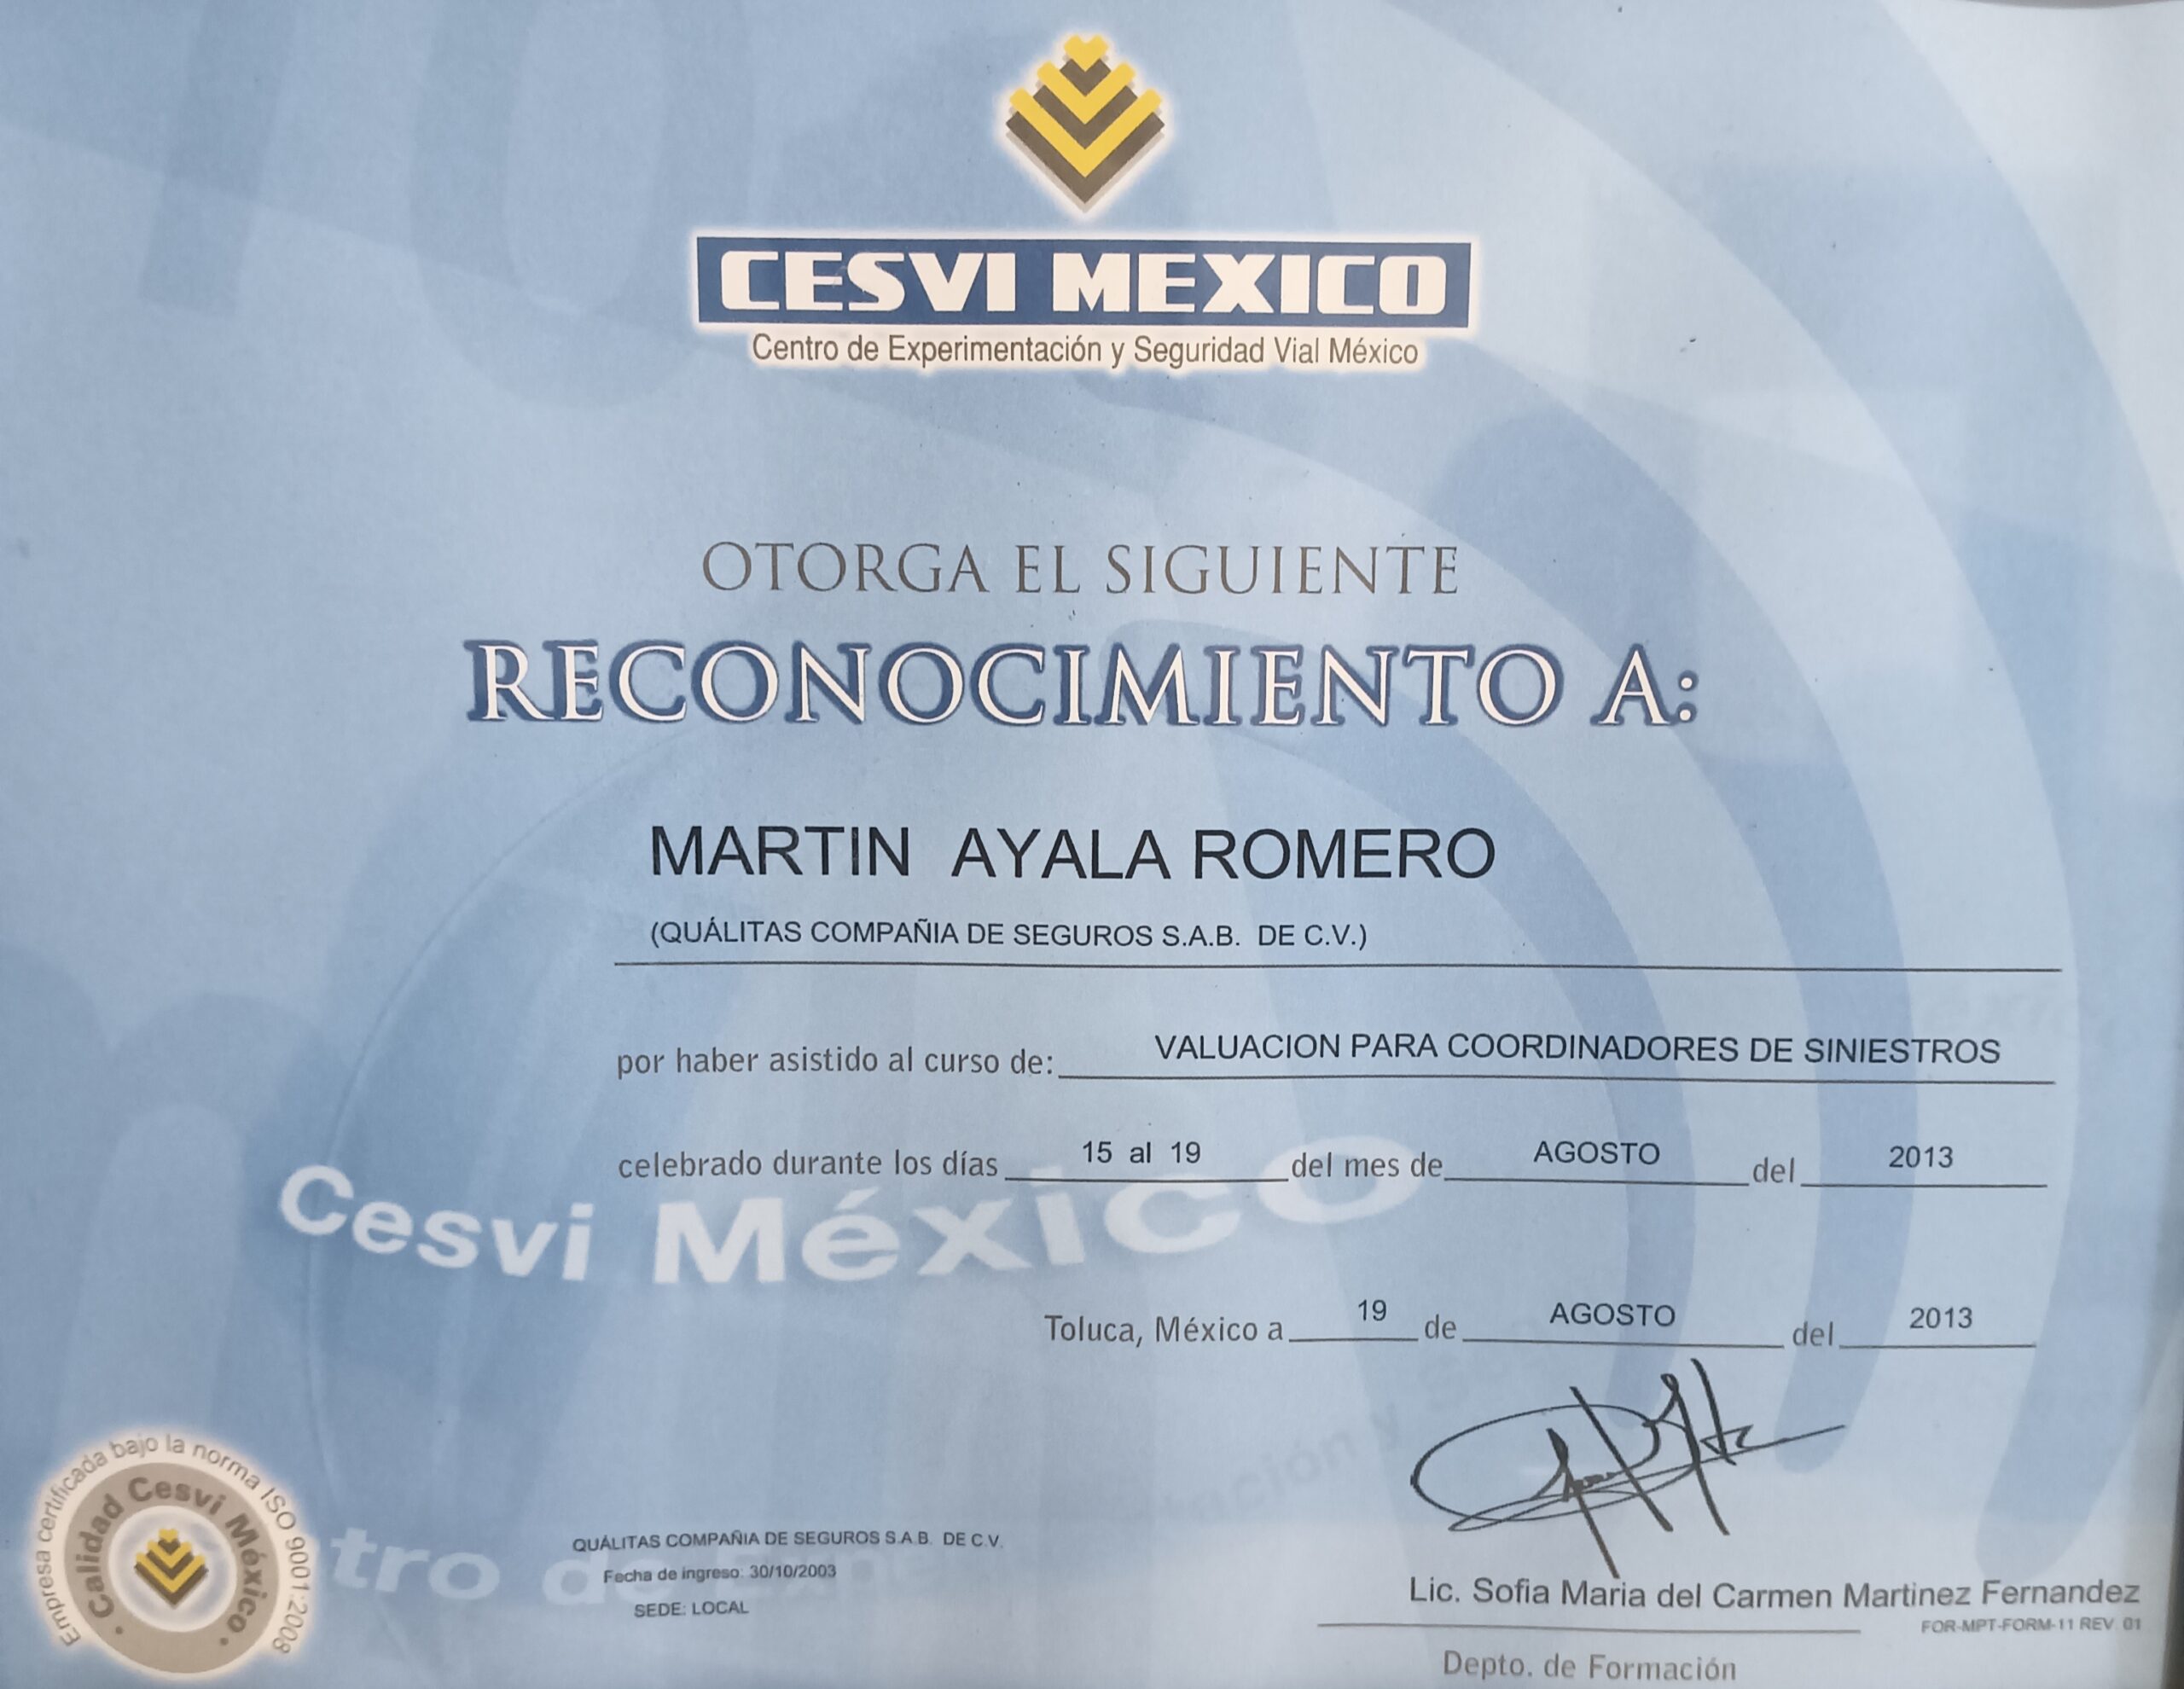 CESVI MEXICO
Centro de Experimentación y Seguridad Vial México
OTORGA EL SIGUIENTE
RECONOCIMIENTO A:
MARTIN AYALA ROMERO
(QUÁLITAS COMPAÑIA DE SEGUROS S.A.B. DE C.V.)
por haber asistido al curso de: VALUACION PARA COORDINADORES DE SINIESTROS
celebrado durante los días 15 al 19 del mes de AGOSTO del 2013
Cesvi México
Toluca, México a 19 de AGOSTO del 2013
Empresa certificada bajo la norma ISO 9001:2008
Calidad Cesvi México
tro de Exp
QUÁLITAS COMPAÑIA DE SEGUROS S.A.B. DE C.V.
Fecha de ingreso: 30/10/2003
SEDE: LOCAL
Lic. Sofia Maria del Carmen Martinez Fernandez
FOR-MPT-FORM-11 REV. 01
Depto. de Formación